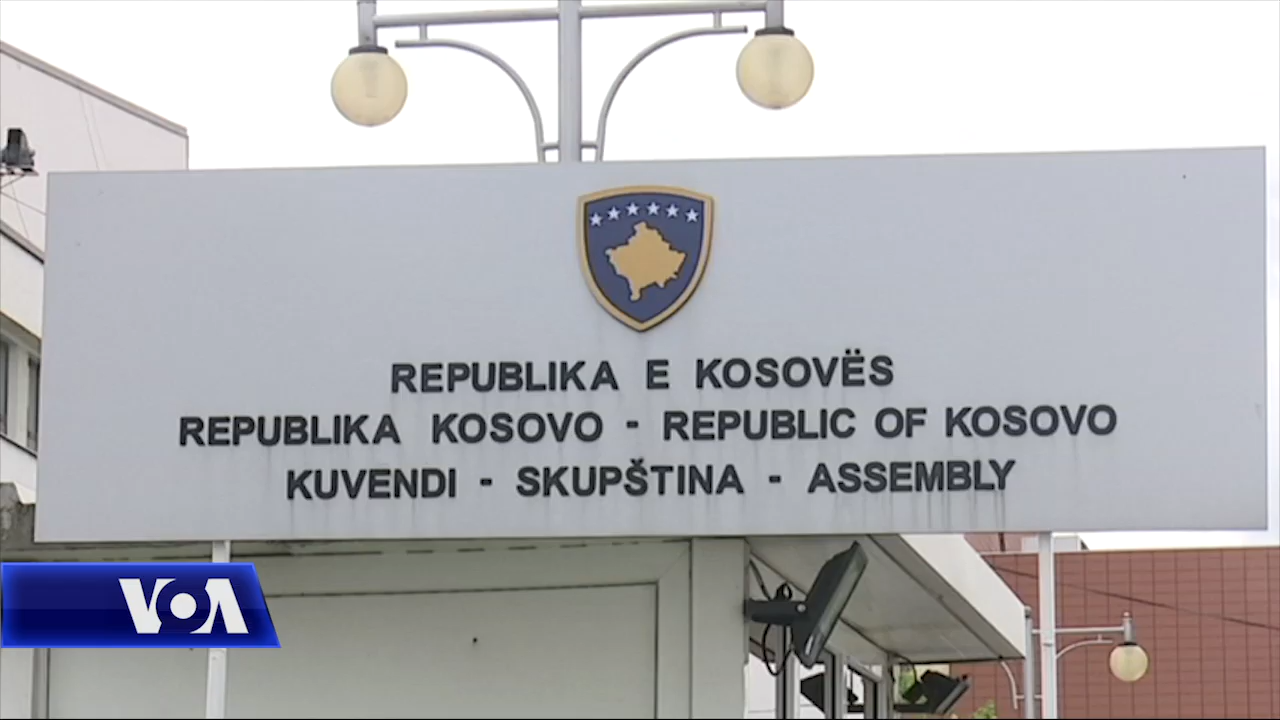 REPUBLIKA E KOSOVËS
REPUBLIKA KOSOVO - REPUBLIC OF KOSOVO
KUVENDI - SKUPŠTINA - ASSEMBLY
VOA